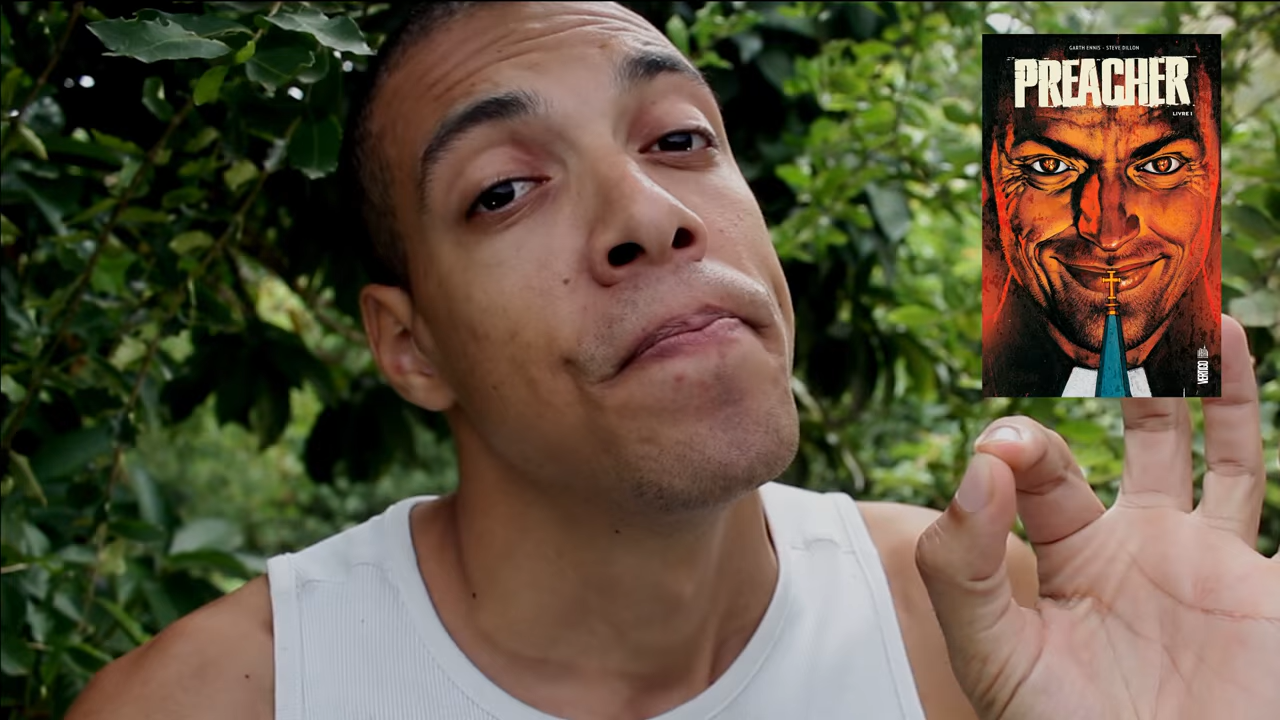 GARTH ENNIS - STEVE DILLON
PREACHER
LIVRE I
VERTIGO